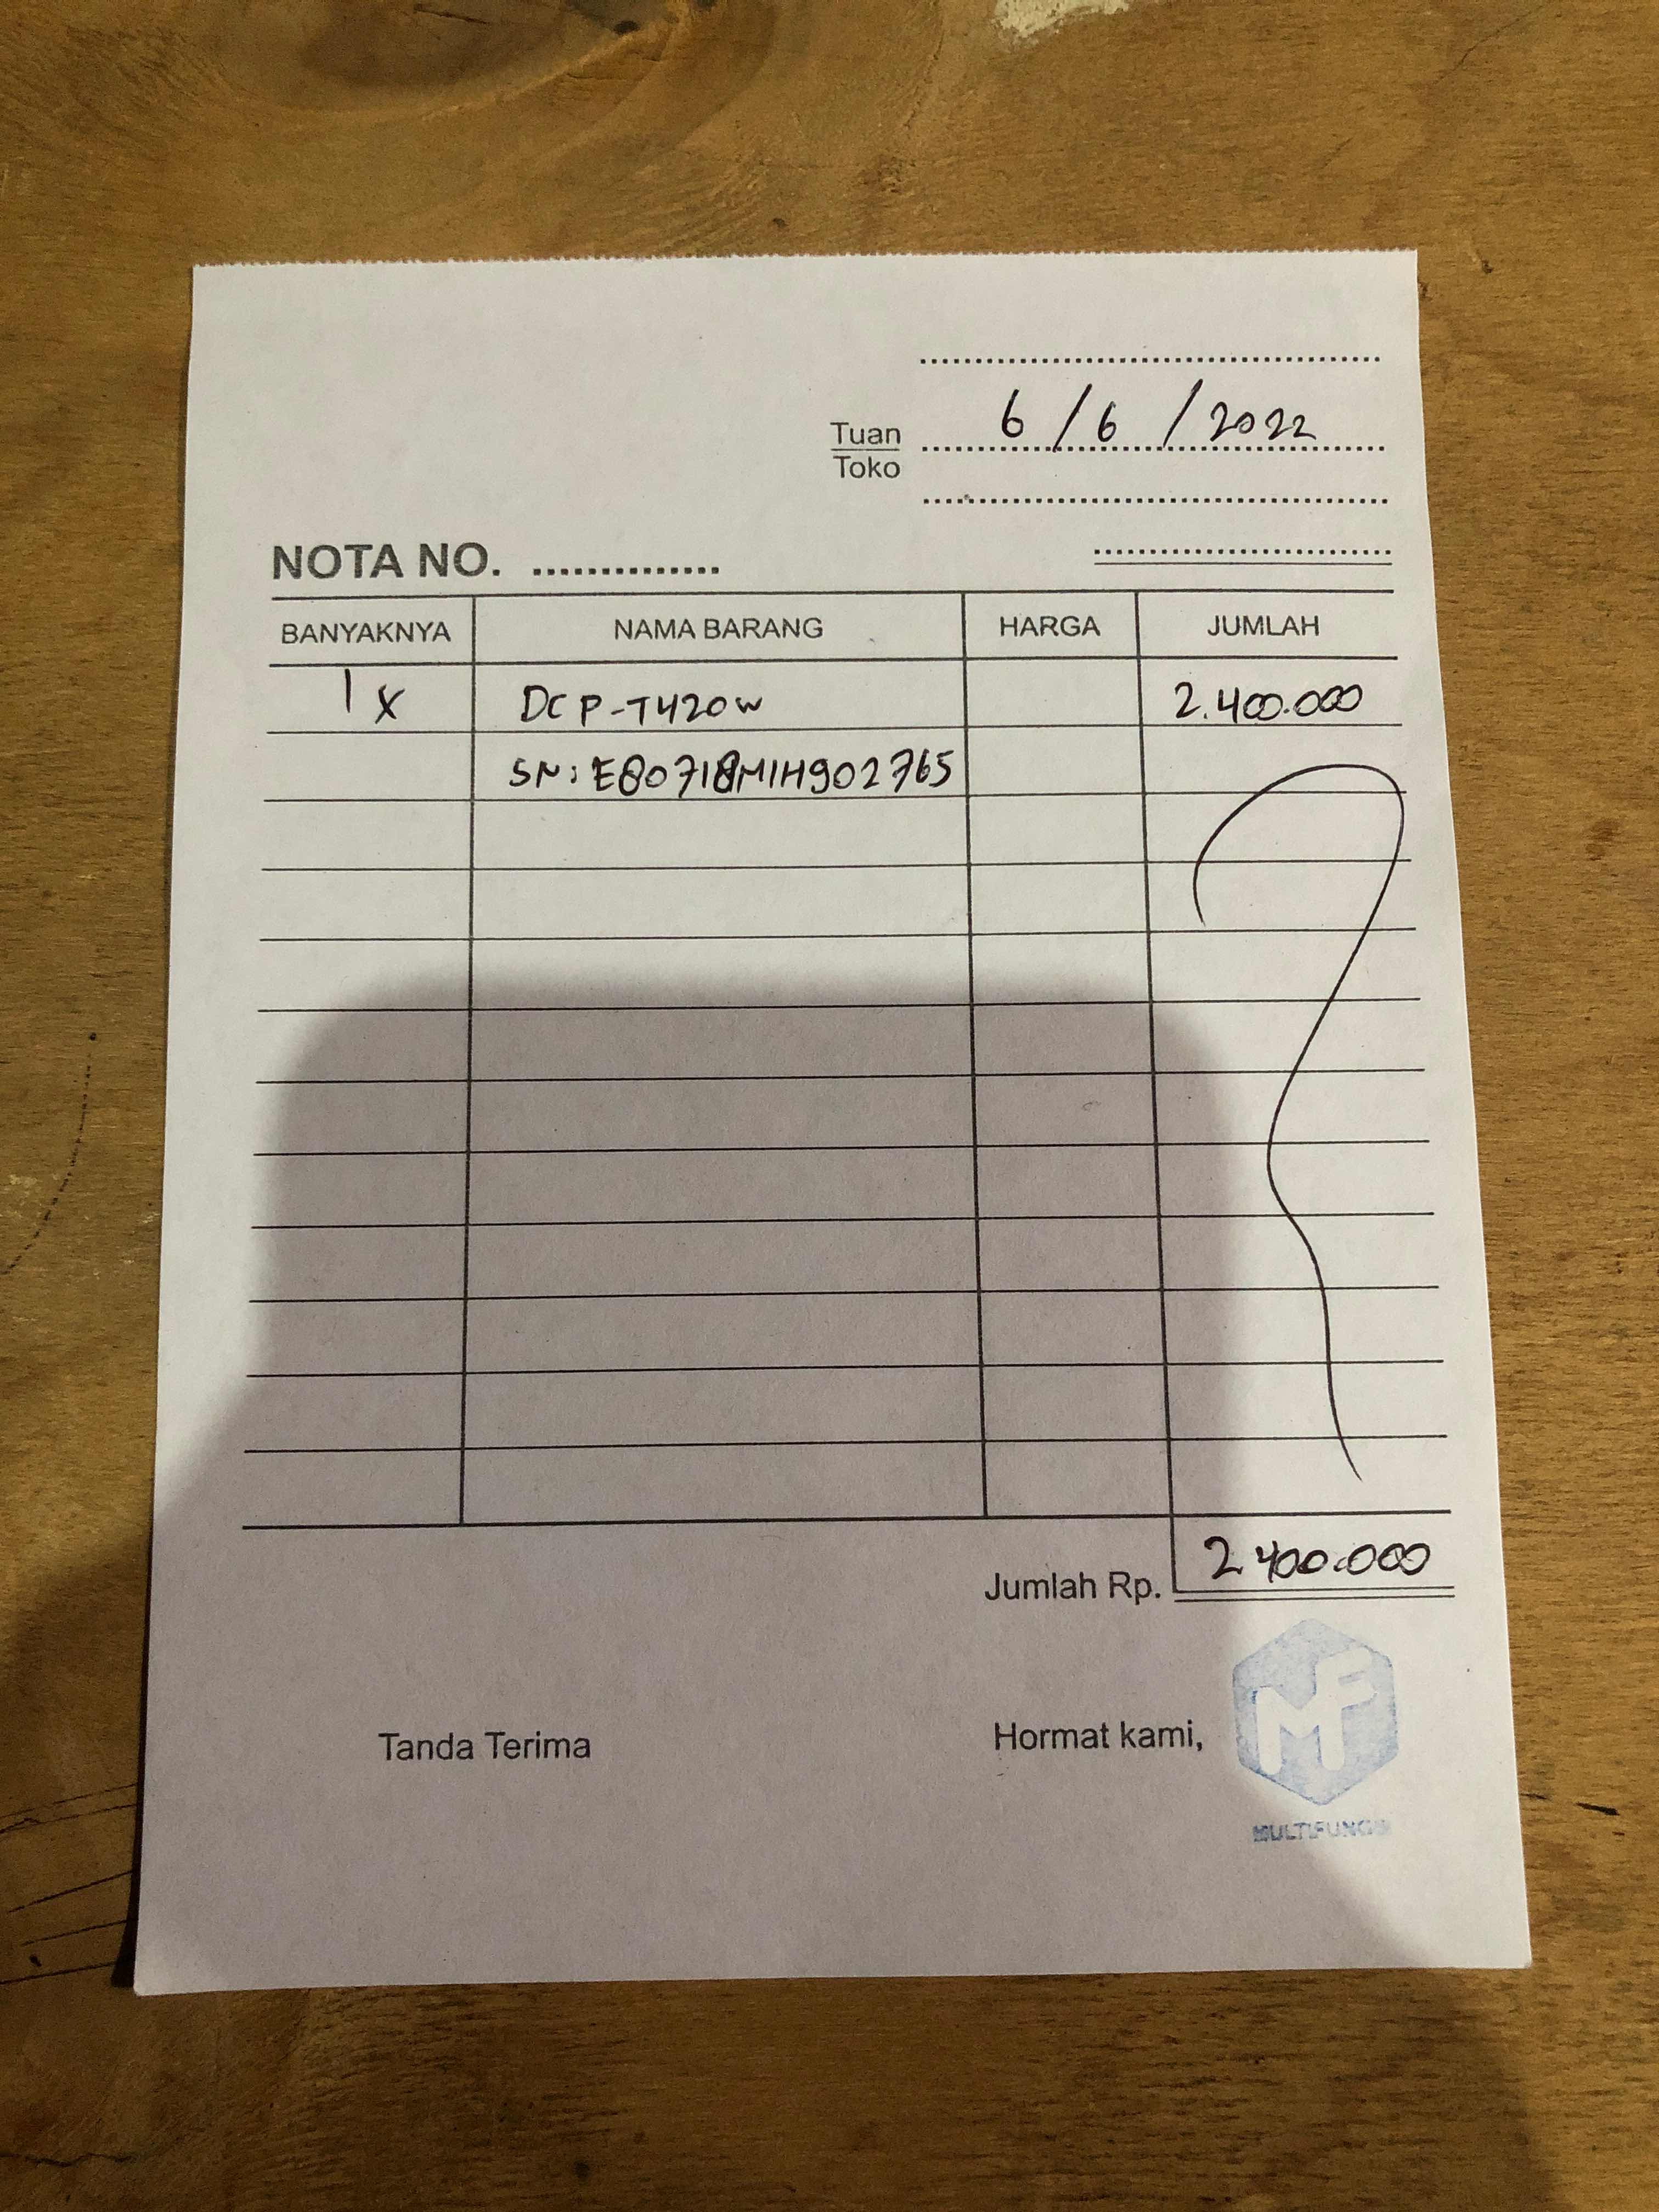 6/6/2022
Tuan
Toko
NOTA NO. ..............
BANYAKNYA NAMA BARANG HARGA JUMLAH
1x DCP-T420W 2.400.000
SN: E80718M1H902765
Jumlah Rp. 2.400.000
Tanda Terima Hormat kami,
MF